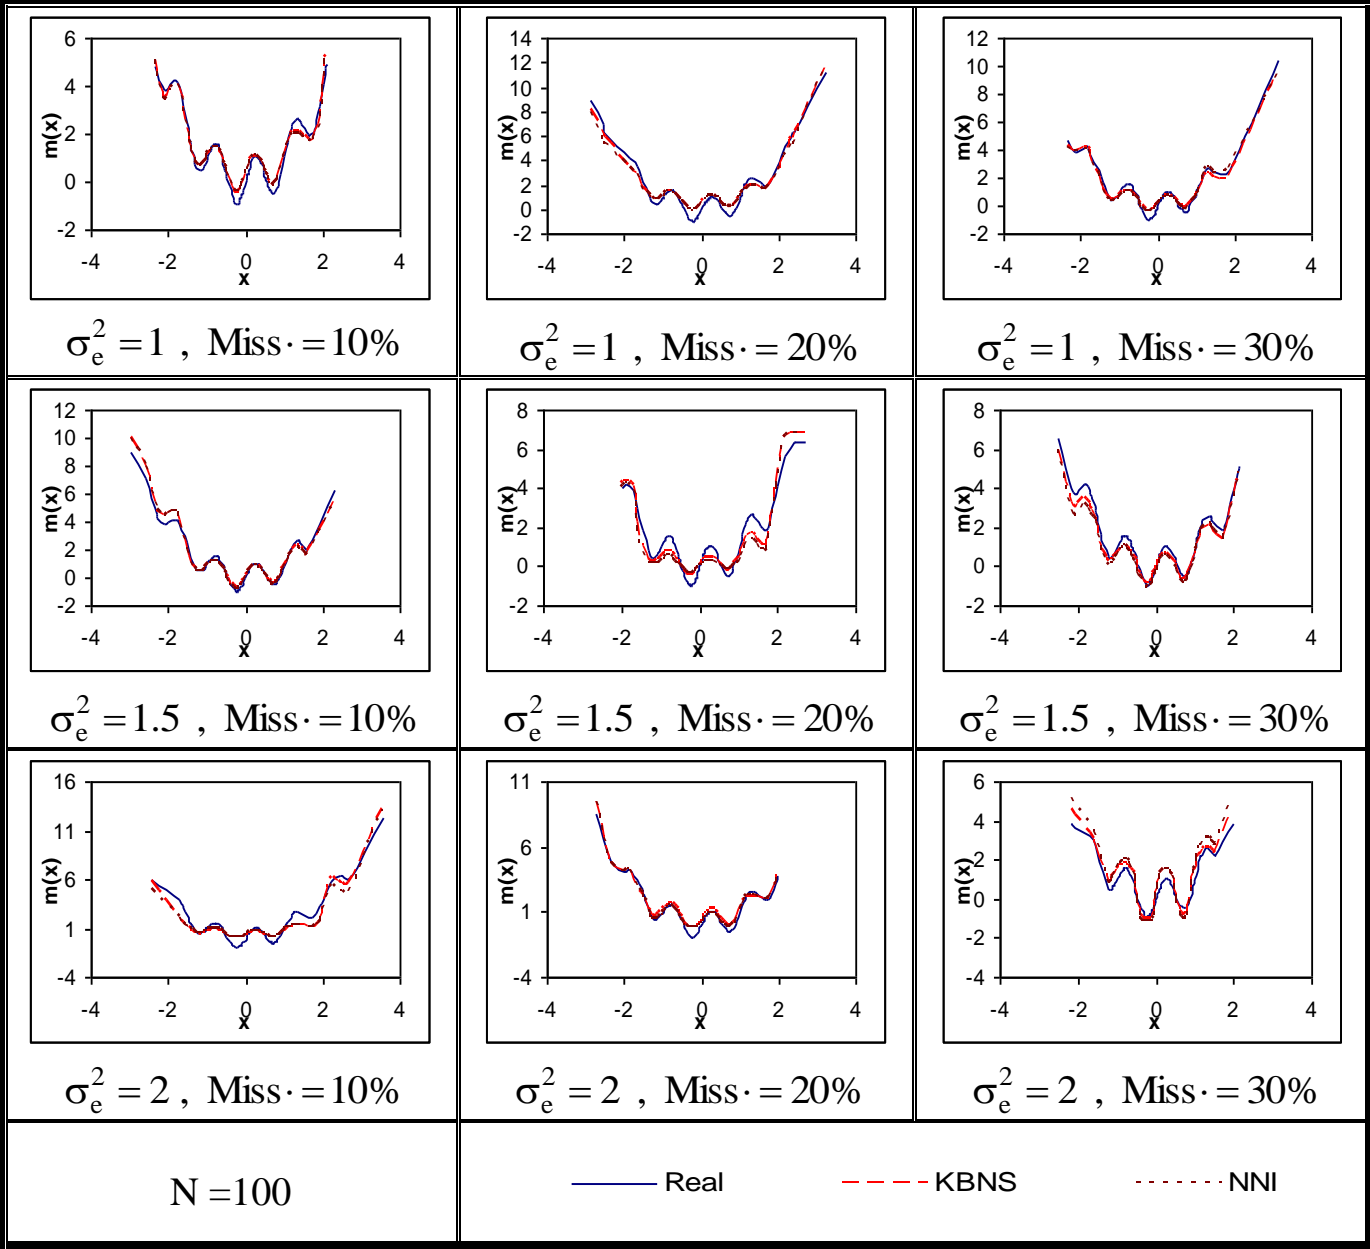 6
4
2
0
-2
-4 -2 0 2 4
m(x)
x
σ_e^2 = 1 , Miss· = 10%
14
12
10
8
6
4
2
0
-2
-4 -2 0 2 4
m(x)
x
σ_e^2 = 1 , Miss· = 20%
12
10
8
6
4
2
0
-2
-4 -2 0 2 4
m(x)
x
σ_e^2 = 1 , Miss· = 30%
12
10
8
6
4
2
0
-2
-4 -2 0 2 4
m(x)
x
σ_e^2 = 1.5 , Miss· = 10%
8
6
4
2
0
-2
-4 -2 0 2 4
m(x)
x
σ_e^2 = 1.5 , Miss· = 20%
8
6
4
2
0
-2
-4 -2 0 2 4
m(x)
x
σ_e^2 = 1.5 , Miss· = 30%
16
11
6
1
-4
-4 -2 0 2 4
m(x)
x
σ_e^2 = 2 , Miss· = 10%
11
6
1
-4
-4 -2 0 2 4
m(x)
x
σ_e^2 = 2 , Miss· = 20%
6
4
2
0
-2
-4
-4 -2 0 2 4
m(x)
x
σ_e^2 = 2 , Miss· = 30%
N =100
Real KBNS NNI